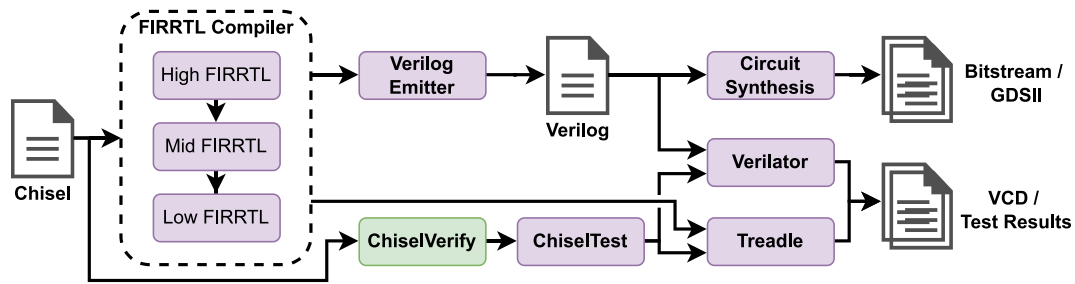 FIRRTL Compiler
High FIRRTL
Mid FIRRTL
Low FIRRTL
Chisel
Verilog
Emitter
Verilog
Circuit
Synthesis
Bitstream /
GDSII
Verilator
ChiselVerify
ChiselTest
Treadle
VCD /
Test Results